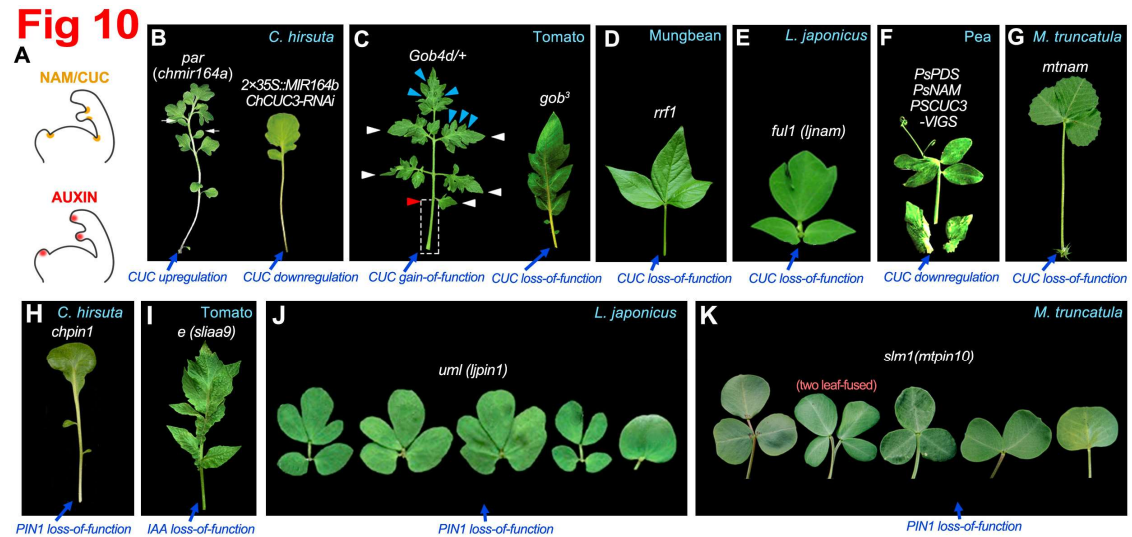 Fig 10
A
NAM/CUC
AUXIN
B
C. hirsuta
par
(chmir164a)
2×35S::MIR164b
ChCUC3-RNAi
CUC upregulation
CUC downregulation
C
Tomato
Gob4d/+
gob³
CUC gain-of-function
CUC loss-of-function
D
Mungbean
rrf1
CUC loss-of-function
E
L. japonicus
ful1 (ljnam)
CUC loss-of-function
F
Pea
PsPDS
PsNAM
PSCUC3
-VIGS
CUC downregulation
G
M. truncatula
mtnam
CUC loss-of-function
H
C. hirsuta
chpin1
PIN1 loss-of-function
I
Tomato
e (sliaa9)
IAA loss-of-function
J
L. japonicus
uml (ljpin1)
PIN1 loss-of-function
K
M. truncatula
slm1(mtpin10)
(two leaf-fused)
PIN1 loss-of-function